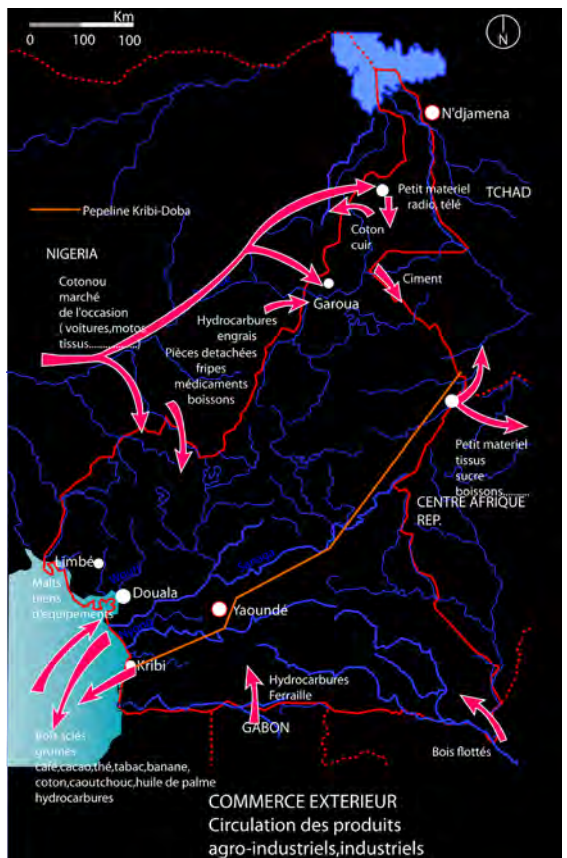 Km
100 0 100
N
N'djamena
Petit materiel
radio, télé
TCHAD
Pepeline Kribi-Doba
Coton
cuir
NIGERIA
Cotonou
marché
de l'occasion
( voitures,motos
tissus................)
Ciment
Garoua
Hydrocarbures
engrais
Pièces detachées
fripes
médicaments
boissons
Petit materiel
tissus
sucre
boissons.........
CENTRE AFRIQUE
REP.
Limbé
Malts
biens
d'equipements
Douala
Yaoundé
Kribi
Hydrocarbures
Ferraille
GABON
Bois flottés
Bois sciés
grumes
café,cacao,thé,tabac,banane,
coton,caoutchouc,huile de palme
hydrocarbures
COMMERCE EXTERIEUR
Circulation des produits
agro-industriels,industriels